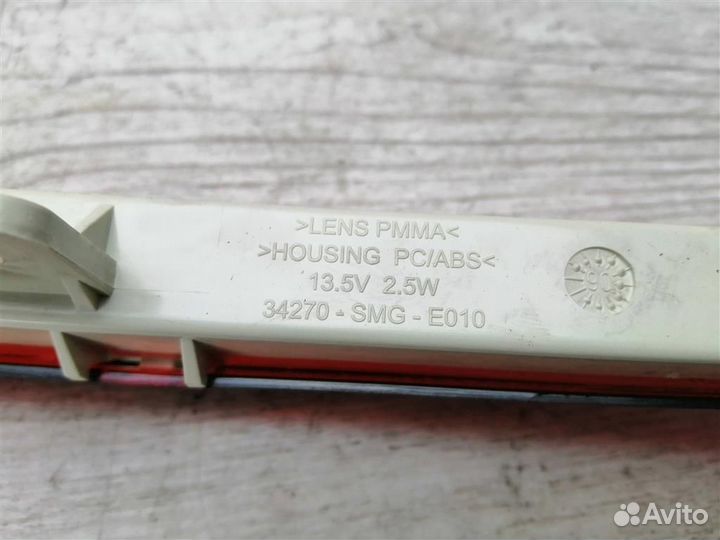 >LENS PMMA<
>HOUSING PC/ABS<
13.5V 2.5W
34270 - SMG - E010
Avito